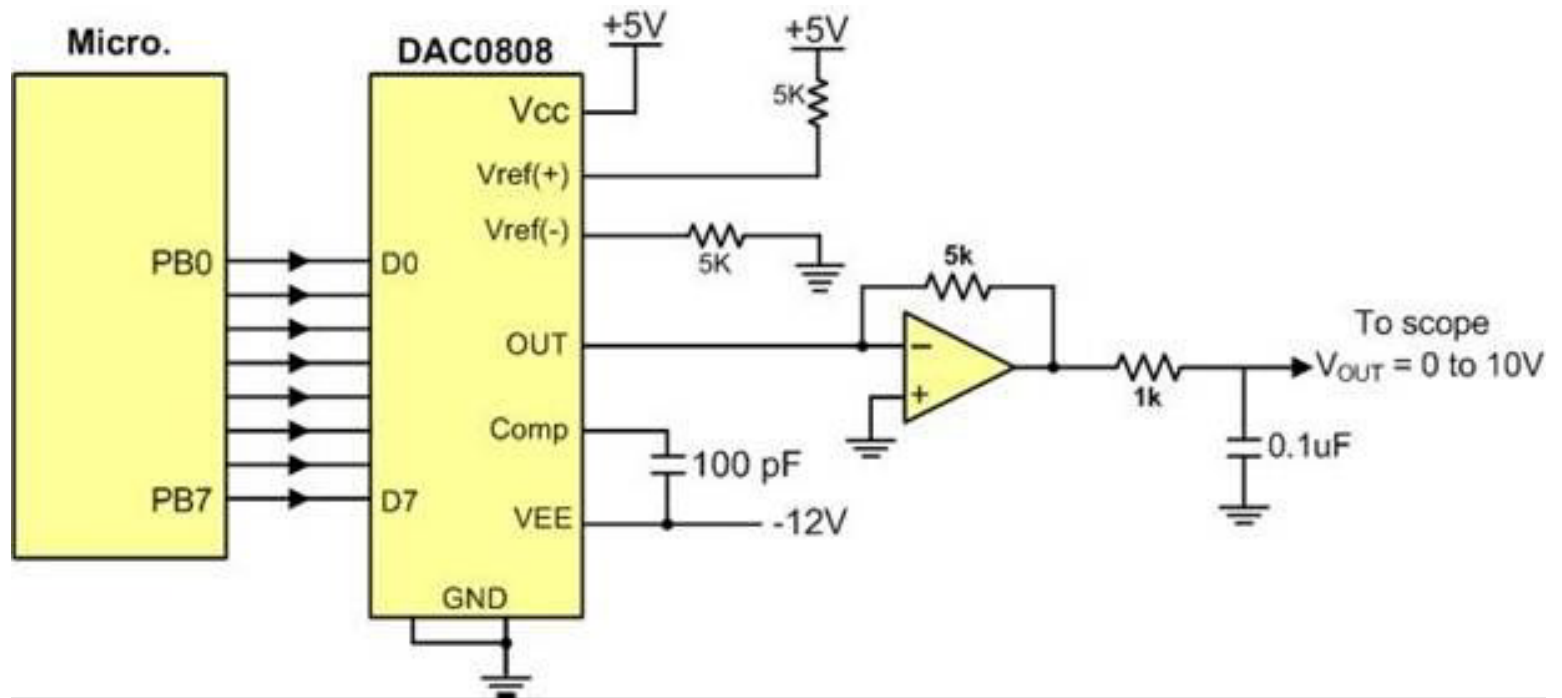 Micro.
DAC0808
+5V
+5V
Vcc
5K
Vref(+)
Vref(-)
5K
PB0
D0
5k
OUT
−
+
To scope
VOUT = 0 to 10V
1k
Comp
100 pF
0.1uF
PB7
D7
VEE
-12V
GND